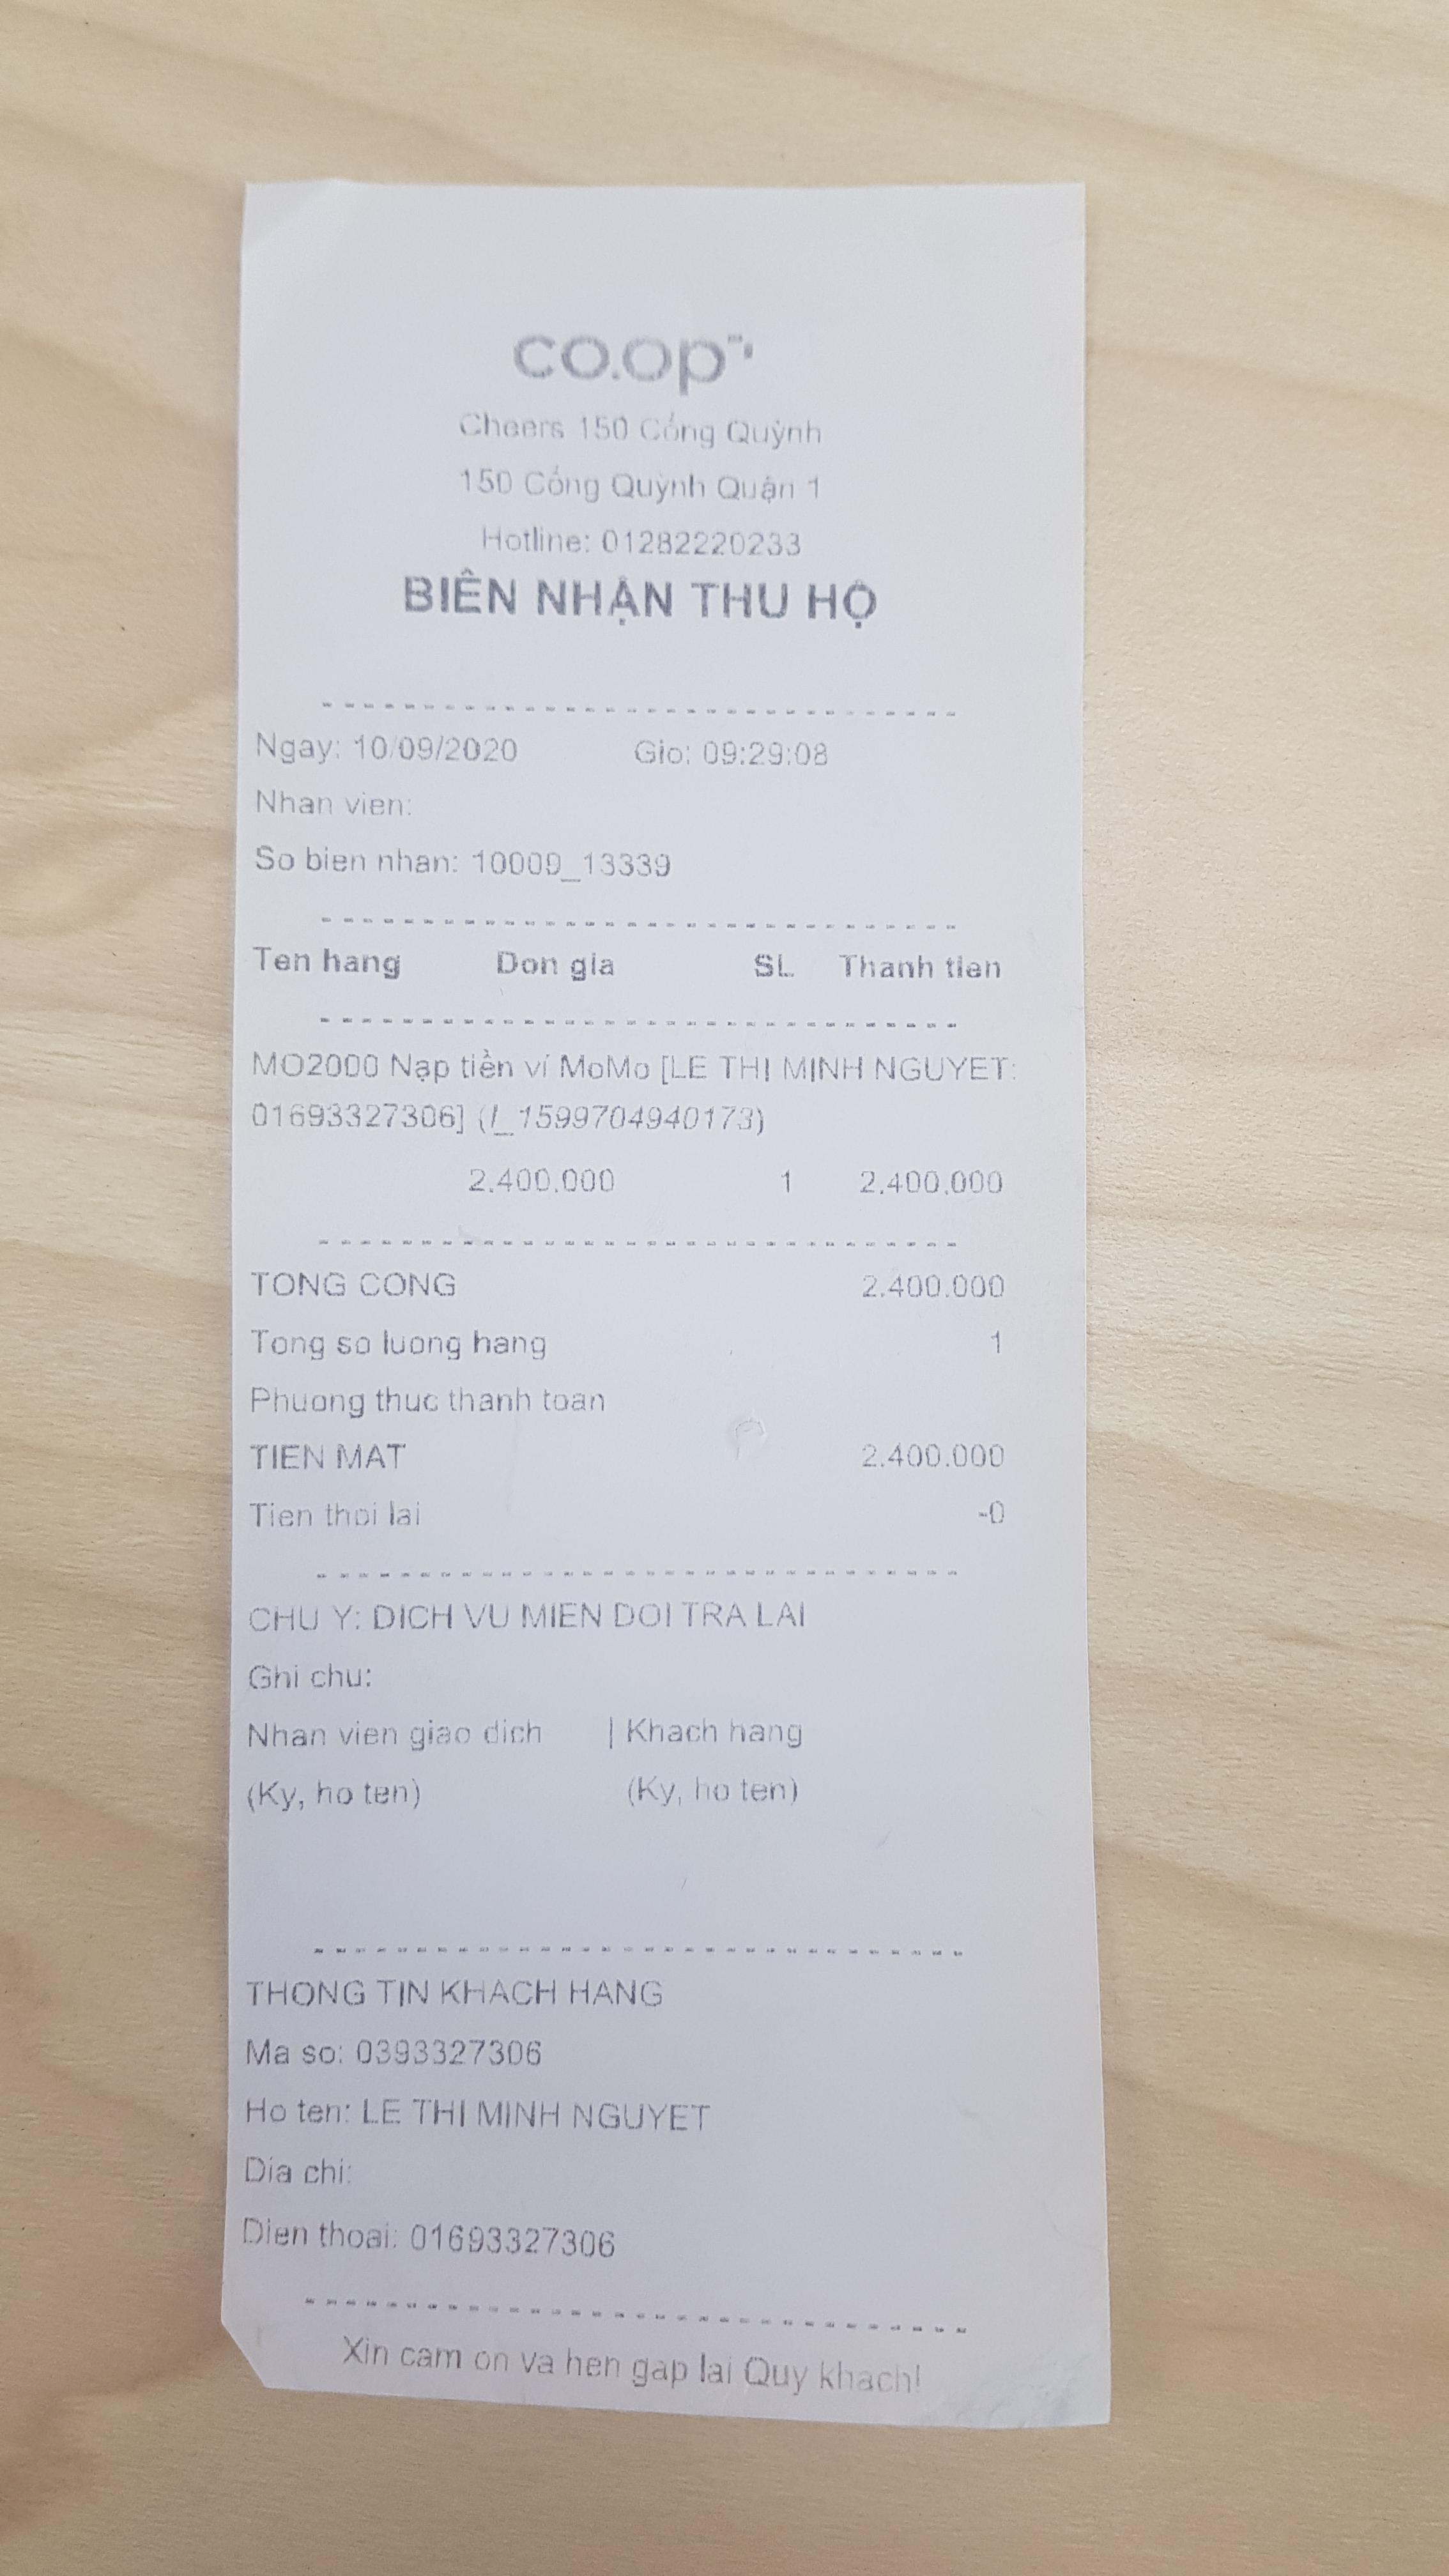 co.op
Cheers 150 Cống Quỳnh
150 Cống Quỳnh Quận 1
Hotline: 01282220233
BIÊN NHẬN THU HỘ
Ngay: 10/09/2020 Gio: 09:29:08
Nhan vien:
So bien nhan: 10009_13339
Ten hang Don gia SL Thanh tien
MO2000 Nạp tiền ví MoMo [LE THI MINH NGUYET:
01693327306] (I_1599704940173)
2.400.000 1 2.400.000
TONG CONG 2.400.000
Tong so luong hang 1
Phuong thuc thanh toan
TIEN MAT 2.400.000
Tien thoi lai -0
CHU Y: DICH VU MIEN DOI TRA LAI
Ghi chu:
Nhan vien giao dich | Khach hang
(Ky, ho ten) (Ky, ho ten)
THONG TIN KHACH HANG
Ma so: 0393327306
Ho ten: LE THI MINH NGUYET
Dia chi:
Dien thoai: 01693327306
Xin cam on va hen gap lai Quy khach!